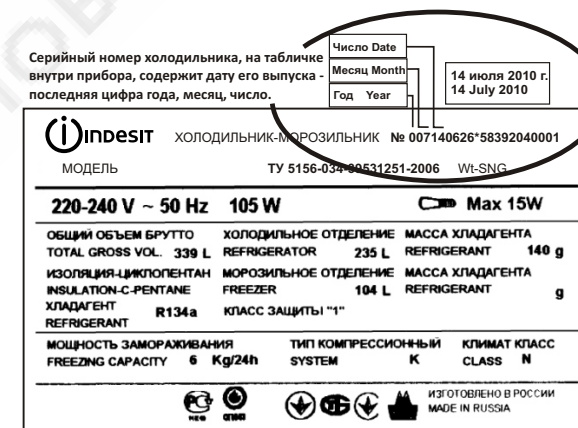 Число Date
Серийный номер холодильника, на табличке
внутри прибора, содержит дату его выпуска -
последняя цифра года, месяц, число.
Месяц Month
Год Year
14 июля 2010 г.
14 July 2010
INDESIT ХОЛОДИЛЬНИК-МОРОЗИЛЬНИК № 007140626*58392040001
МОДЕЛЬ ТУ 5156-034-39531251-2006 Wt-SNG
220-240 V ~ 50 Hz 105 W Max 15W
ОБЩИЙ ОБЪЕМ БРУТТО ХОЛОДИЛЬНОЕ ОТДЕЛЕНИЕ МАССА ХЛАДАГЕНТА
TOTAL GROSS VOL. 339 L REFRIGERATOR 235 L REFRIGERANT 140 g
ИЗОЛЯЦИЯ-ЦИКЛОПЕНТАН МОРОЗИЛЬНОЕ ОТДЕЛЕНИЕ МАССА ХЛАДАГЕНТА
INSULATION-C-PENTANE FREEZER 104 L REFRIGERANT g
ХЛАДАГЕНТ R134a КЛАСС ЗАЩИТЫ "1"
REFRIGERANT
МОЩНОСТЬ ЗАМОРАЖИВАНИЯ ТИП КОМПРЕССИОННЫЙ КЛИМАТ КЛАСС
FREEZING CAPACITY 6 Kg/24h SYSTEM K CLASS N
ИЗГОТОВЛЕНО В РОССИИ
MADE IN RUSSIA